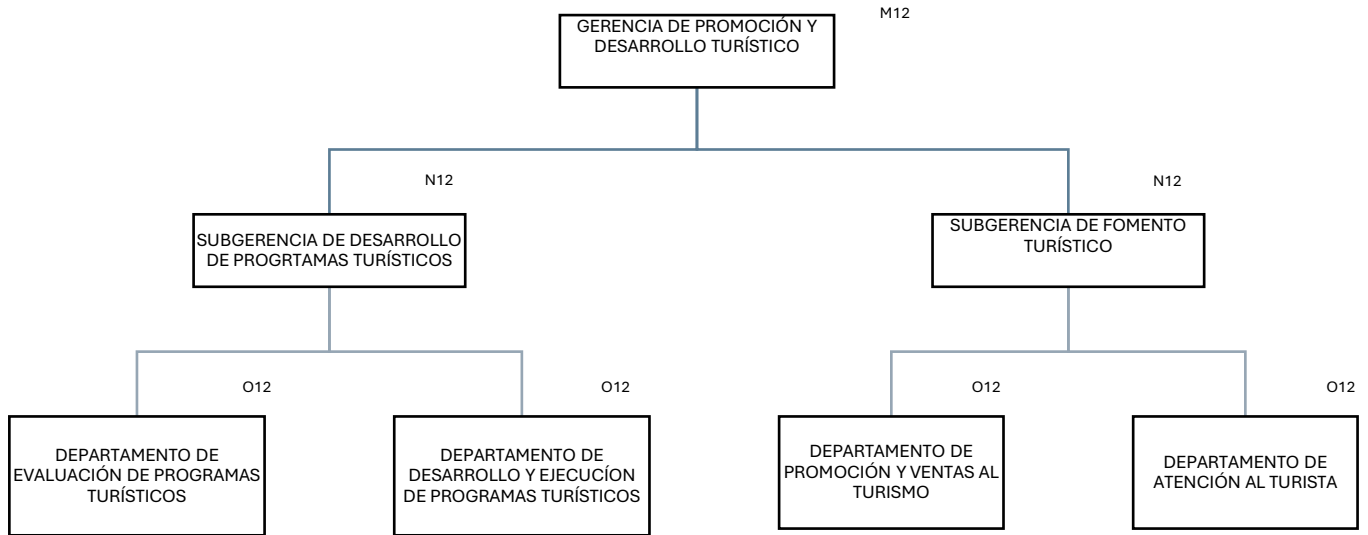 M12
GERENCIA DE PROMOCIÓN Y
DESARROLLO TURÍSTICO
N12
N12
SUBGERENCIA DE DESARROLLO
DE PROGRTAMAS TURÍSTICOS
SUBGERENCIA DE FOMENTO
TURÍSTICO
O12
O12
O12
O12
DEPARTAMENTO DE
EVALUACIÓN DE PROGRAMAS
TURÍSTICOS
DEPARTAMENTO DE
DESARROLLO Y EJECUCÍON
DE PROGRAMAS TURÍSTICOS
DEPARTAMENTO DE
PROMOCIÓN Y VENTAS AL
TURISMO
DEPARTAMENTO DE
ATENCIÓN AL TURISTA